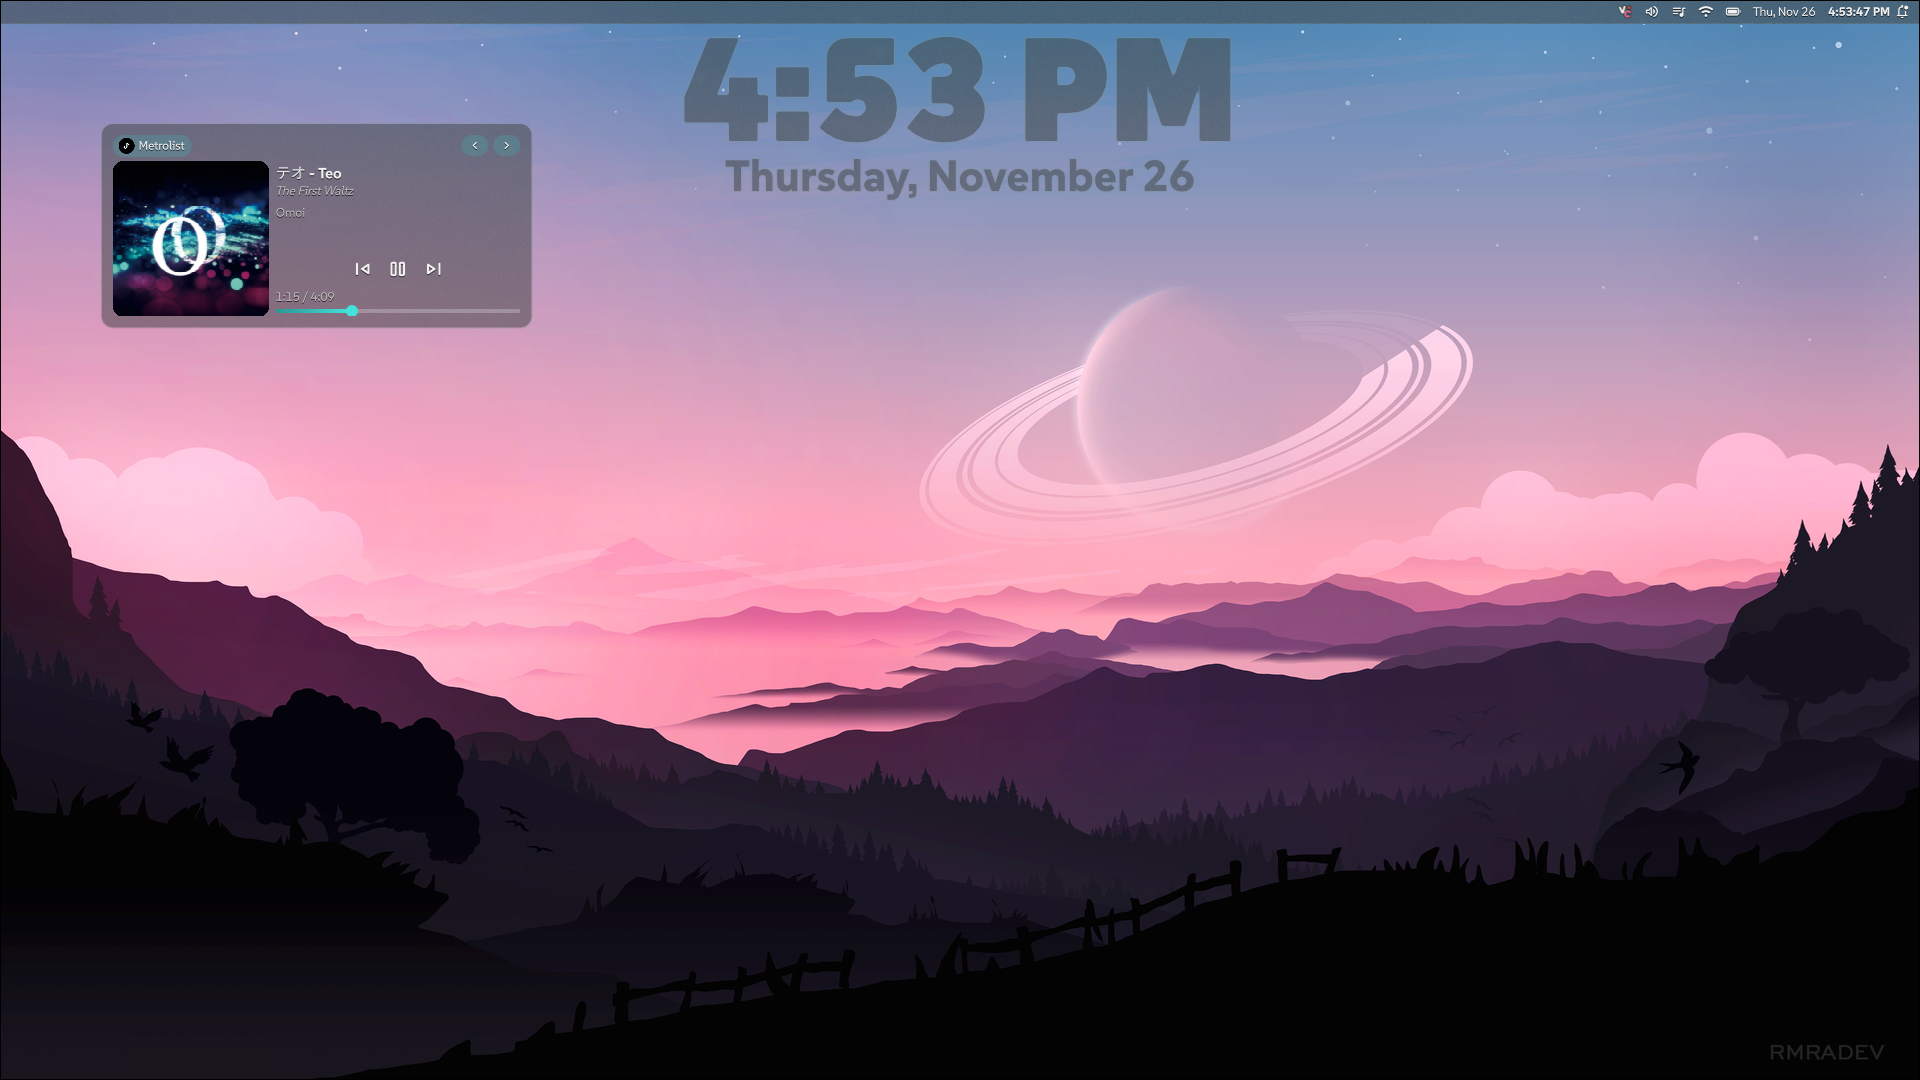 Thu, Nov 26 4:53:47 PM
4:53 PM
Thursday, November 26
Metrolist
テオ - Teo
The First Waltz
Omoi
1:15 / 4:09
RMRADEV